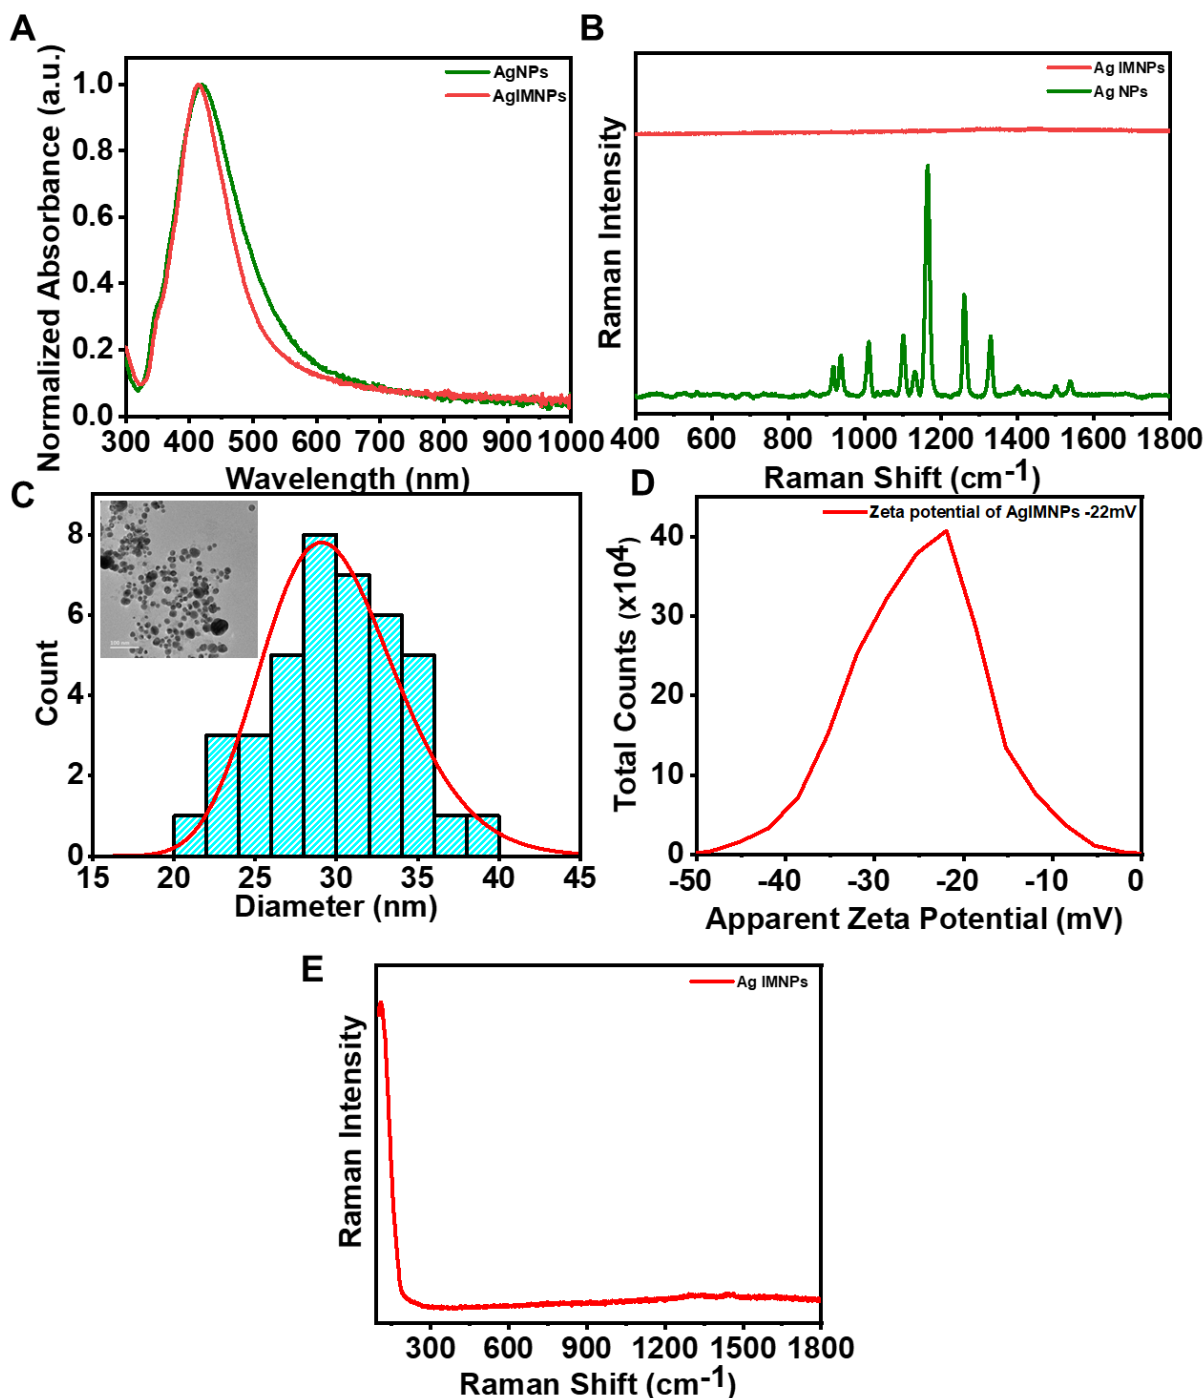 A
AgNPs
AgIMNPs
Normalized Absorbance (a.u.)
1.0
0.8
0.6
0.4
0.2
0.0
300 400 500 600 700 800 900 1000
Wavelength (nm)
B
Ag IMNPs
Ag NPs
Raman Intensity
400 600 800 1000 1200 1400 1600 1800
Raman Shift (cm-1)
C
Count
8
6
4
2
0
100 nm
15 20 25 30 35 40 45
Diameter (nm)
D
Zeta potential of AgIMNPs -22mV
Total Counts (x104)
40
30
20
10
0
-50 -40 -30 -20 -10 0
Apparent Zeta Potential (mV)
E
Ag IMNPs
Raman Intensity
300 600 900 1200 1500 1800
Raman Shift (cm-1)